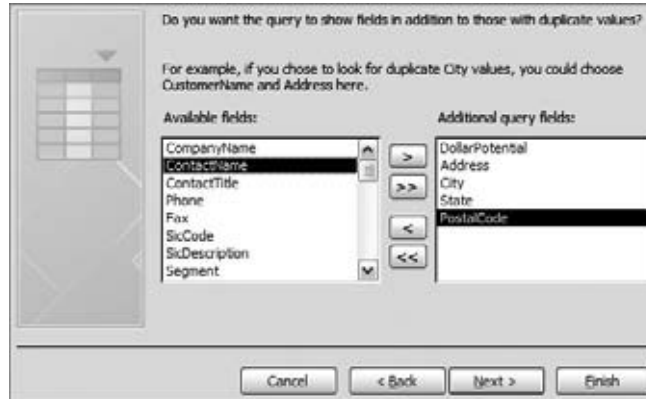 Do you want the query to show fields in addition to those with duplicate values?
For example, if you chose to look for duplicate City values, you could choose
CustomerName and Address here.
Available fields:
CompanyName
ContactName
ContactTitle
Phone
Fax
SicCode
SicDescription
Segment
>
>>
<
<<
Additional query fields:
DollarPotential
Address
City
State
PostalCode
Cancel
< Back
Next >
Finish